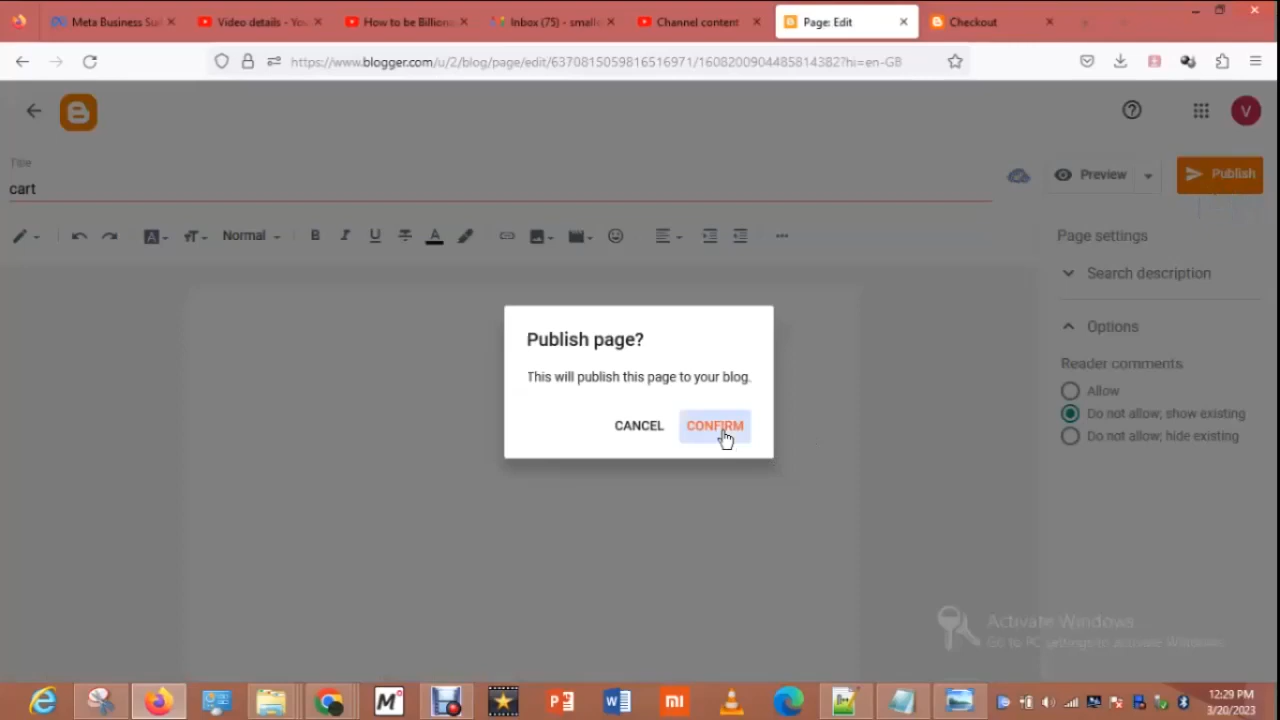 Meta Business Sui
Video details - You
How to be Billiona
Inbox (75) - smalle
Channel content
Page: Edit
Checkout
https://www.blogger.com/u/2/blog/page/edit/6370815059816516971/1608200904485814382?hl=en-GB
V
Title
cart
Preview
Publish
Normal
B I U A
Page settings
Search description
Options
Reader comments
Allow
Do not allow; show existing
Do not allow; hide existing
Publish page?
This will publish this page to your blog.
CANCEL
CONFIRM
Activate Windows
Go to PC settings to activate Windows.
12:29 PM
3/20/2023